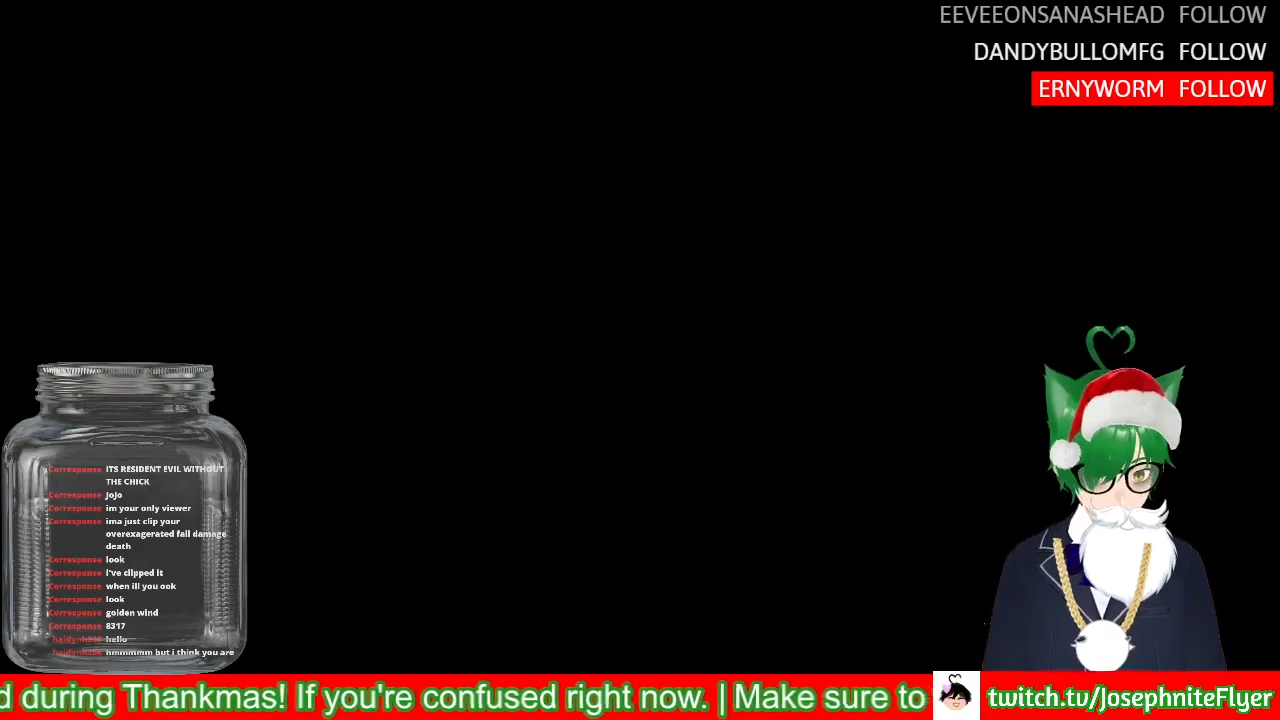 EEVEEONSANASHEAD FOLLOW
DANDYBULLOMFG FOLLOW
ERNYWORM FOLLOW
Corresponse ITS RESIDENT EVIL WITHOUT
THE CHICK
Corresponse JoJo
Corresponse im your only viewer
Corresponse ima just clip your
overexagerated fall damage
death
Corresponse look
Corresponse i've clipped it
Corresponse when ill you ook
Corresponse look
Corresponse golden wind
Corresponse 8317
hello
hmmmmm but i think you are
d during Thankmas! If you're confused right now. | Make sure to
twitch.tv/JosephniteFlyer